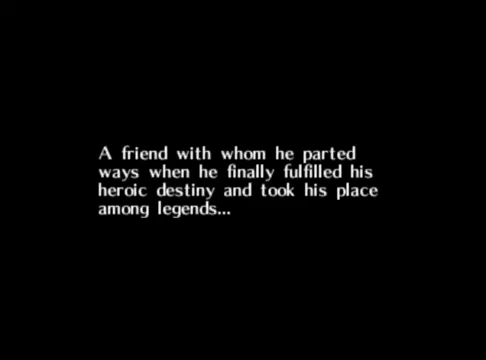 A friend with whom he parted
ways when he finally fulfilled his
heroic destiny and took his place
among legends...